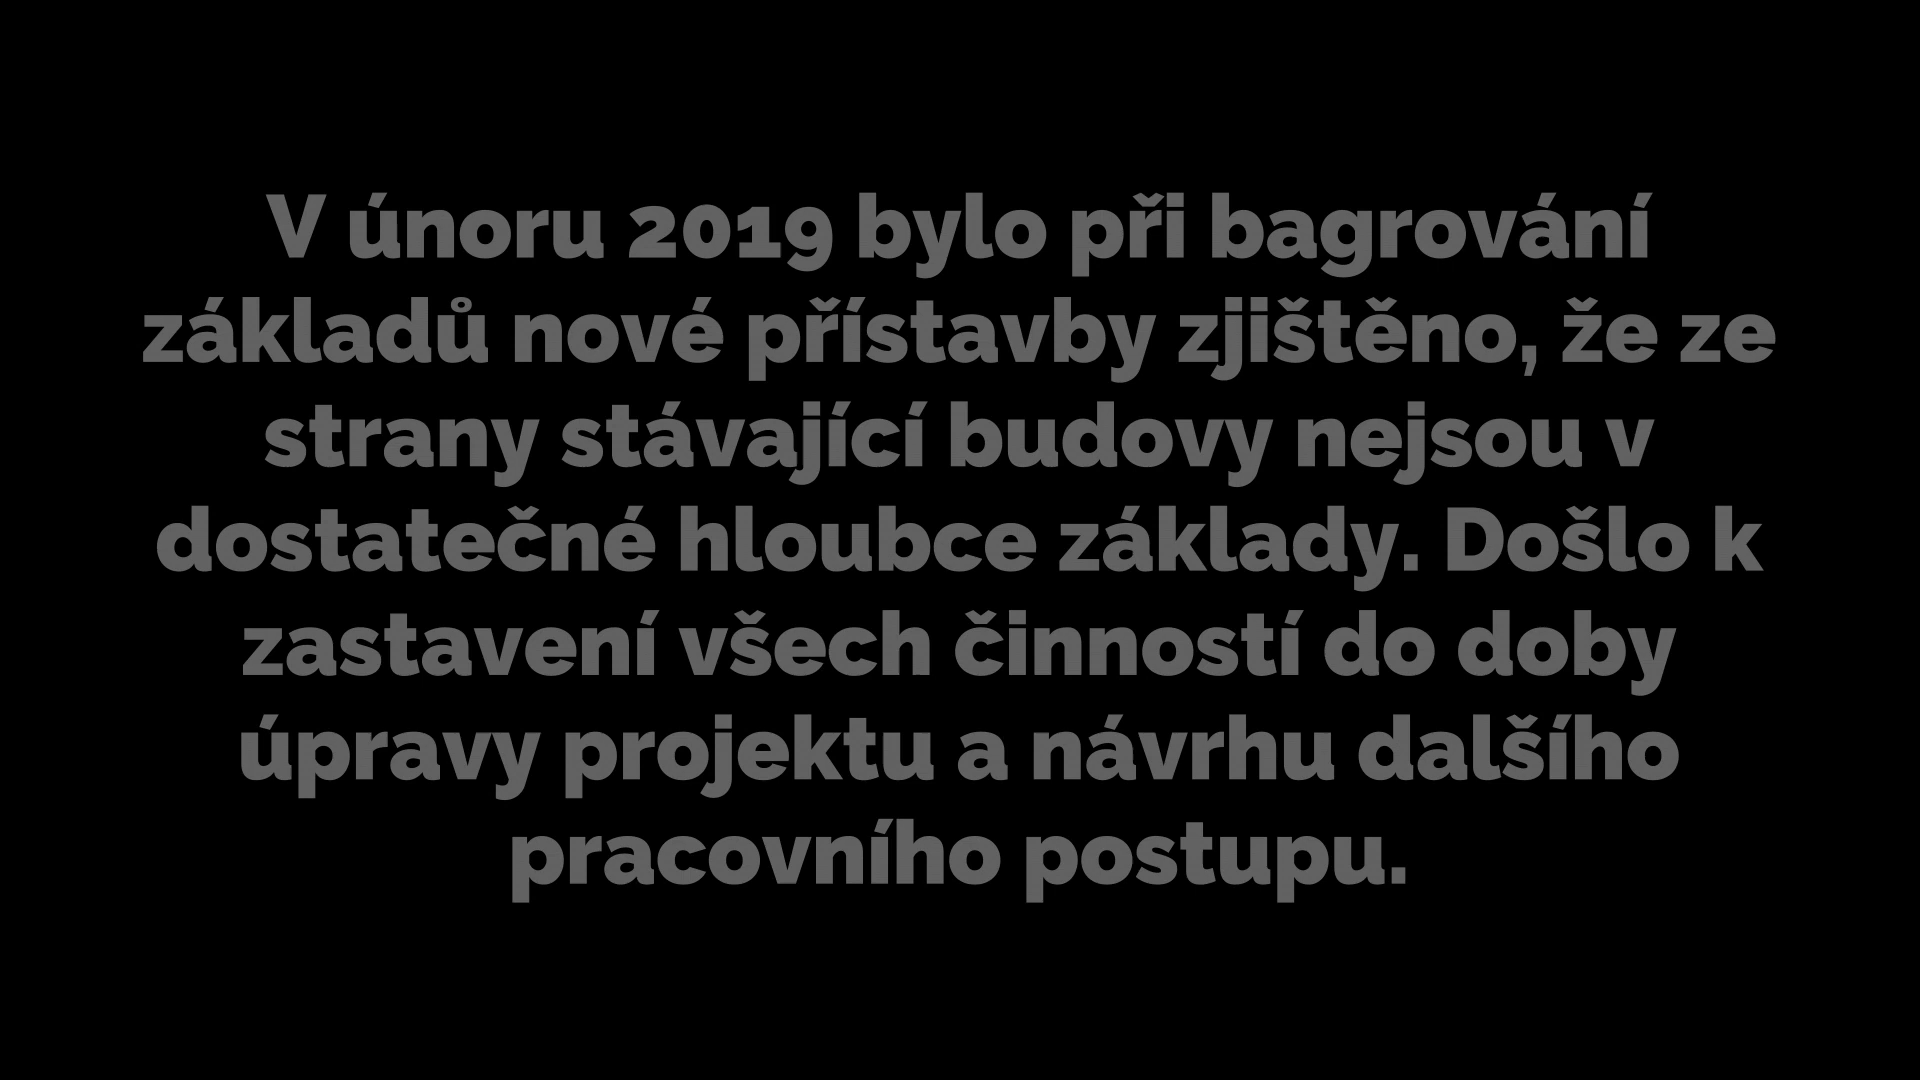 V únoru 2019 bylo při bagrování
základů nové přístavby zjištěno, že ze
strany stávající budovy nejsou v
dostatečné hloubce základy. Došlo k
zastavení všech činností do doby
úpravy projektu a návrhu dalšího
pracovního postupu.